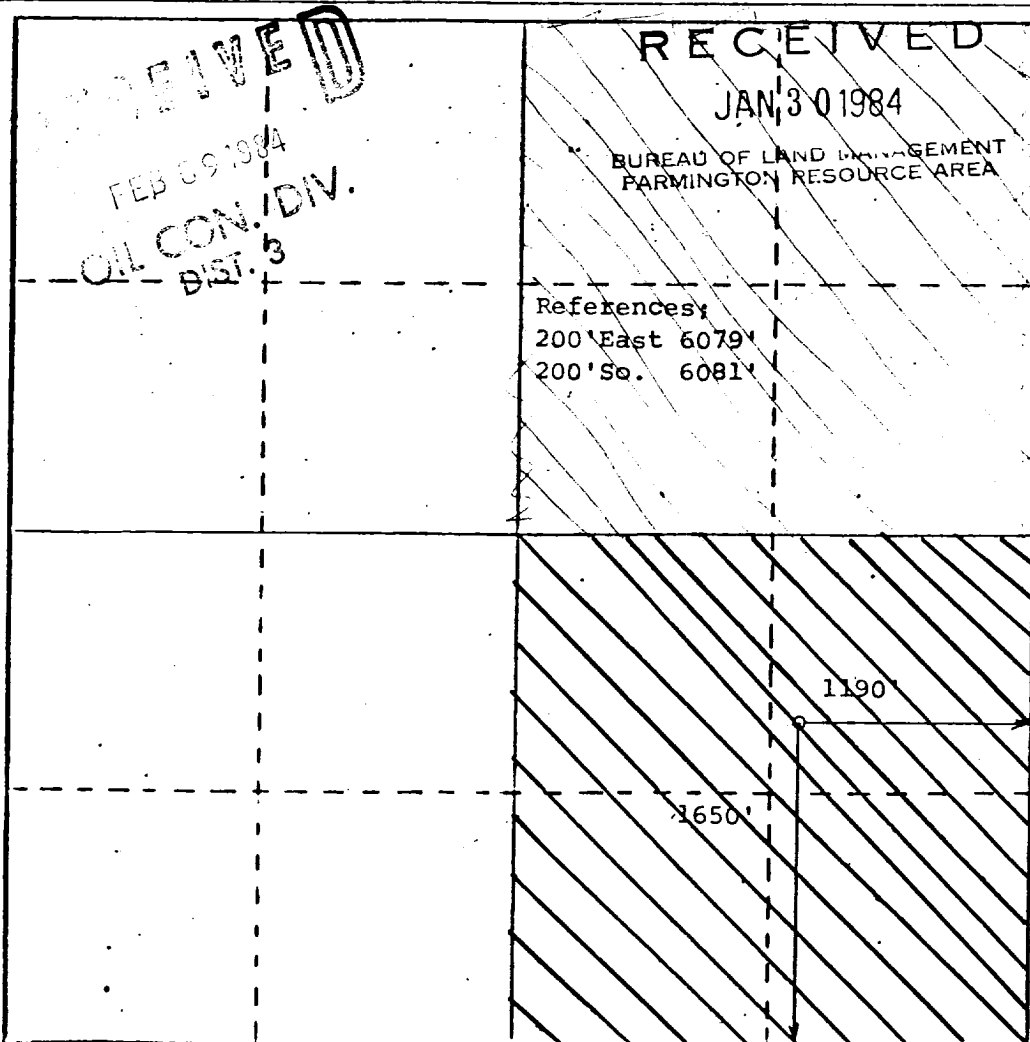 RECEIVED
FEB 09 1984
OIL CON. DIV.
DIST. 3
RECEIVED
JAN 30 1984
BUREAU OF LAND MANAGEMENT
FARMINGTON RESOURCE AREA
References;
200'East 6079'
200'So. 6081'
1190'
1650'